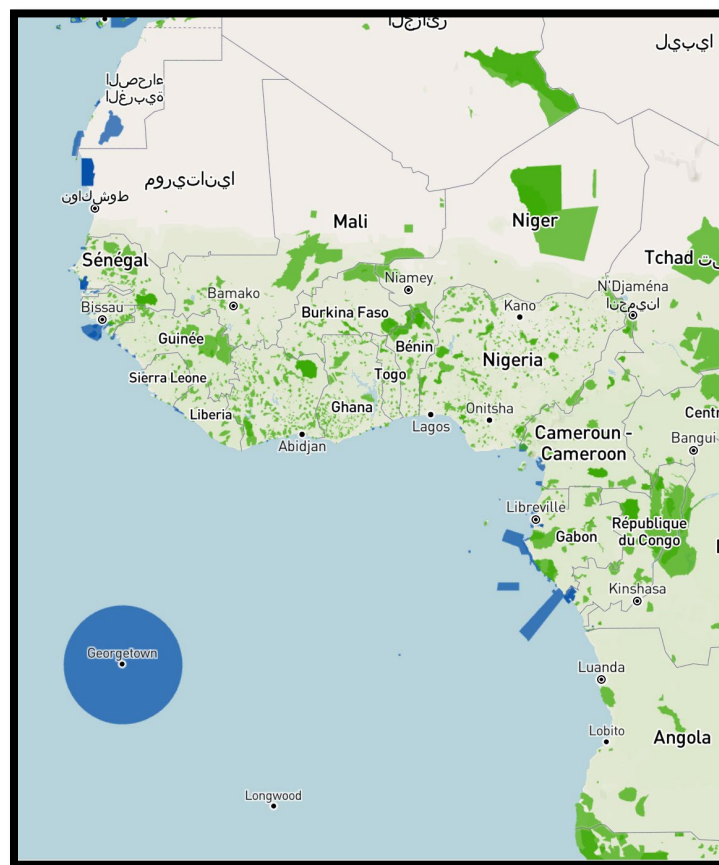 الجزائر
ليبيا
الصحراء
الغربية
موريتانيا
نواكشوط
Mali
Niger
Tchad
Sénégal
Niamey
N'Djaména
انجمينا
Bamako
Kano
Bissau
Burkina Faso
Guinée
Bénin
Nigeria
Sierra Leone
Togo
Liberia
Ghana
Onitsha
Centr
Lagos
Abidjan
Cameroun -
Cameroon
Bangui
Libreville
Gabon
République
du Congo
Kinshasa
Georgetown
Luanda
Lobito
Angola
Longwood